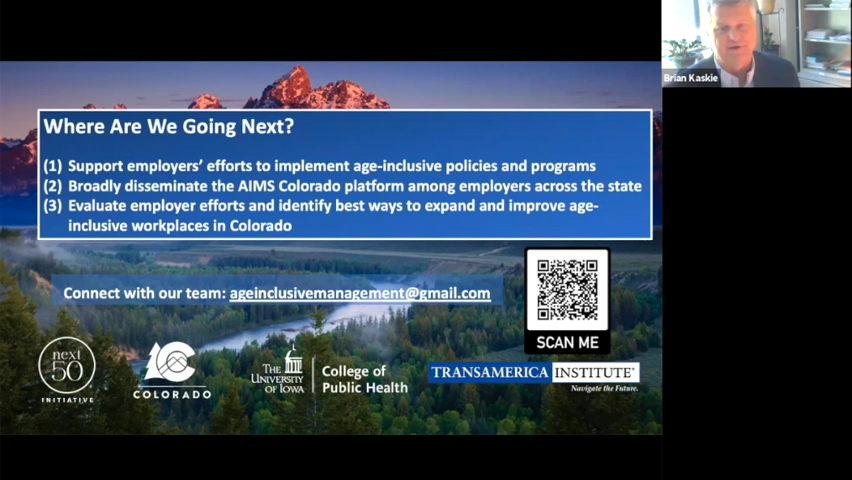 Brian Kaskie
Where Are We Going Next?
(1) Support employers' efforts to implement age-inclusive policies and programs
(2) Broadly disseminate the AIMS Colorado platform among employers across the state
(3) Evaluate employer efforts and identify best ways to expand and improve age-
inclusive workplaces in Colorado
Connect with our team: ageinclusivemanagement@gmail.com
SCAN ME
next
50
INITIATIVE
COLORADO
THE
UNIVERSITY
OF IOWA
College of
Public Health
TRANSAMERICA INSTITUTE®
Navigate the Future.